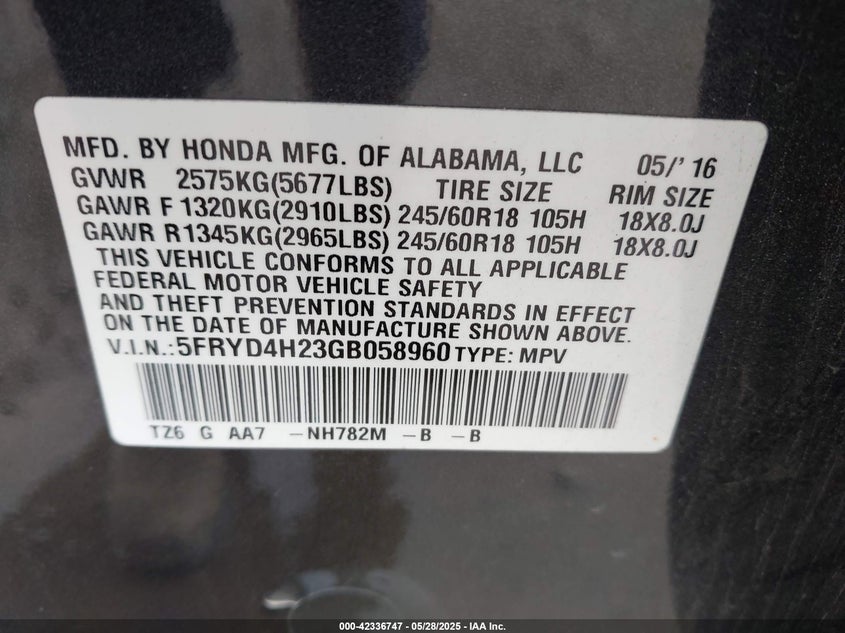 MFD. BY HONDA MFG. OF ALABAMA, LLC 05/' 16
GVWR 2575KG(5677LBS) TIRE SIZE RIM SIZE
GAWR F 1320KG(2910LBS) 245/60R18 105H 18X8.0J
GAWR R1345KG(2965LBS) 245/60R18 105H 18X8.0J
THIS VEHICLE CONFORMS TO ALL APPLICABLE
FEDERAL MOTOR VEHICLE SAFETY
AND THEFT PREVENTION STANDARDS IN EFFECT
ON THE DATE OF MANUFACTURE SHOWN ABOVE.
V.I.N.:5FRYD4H23GB058960 TYPE: MPV
TZ6 G AA7 -NH782M -B -B
000-42336747 - 05/28/2025 - IAA Inc.